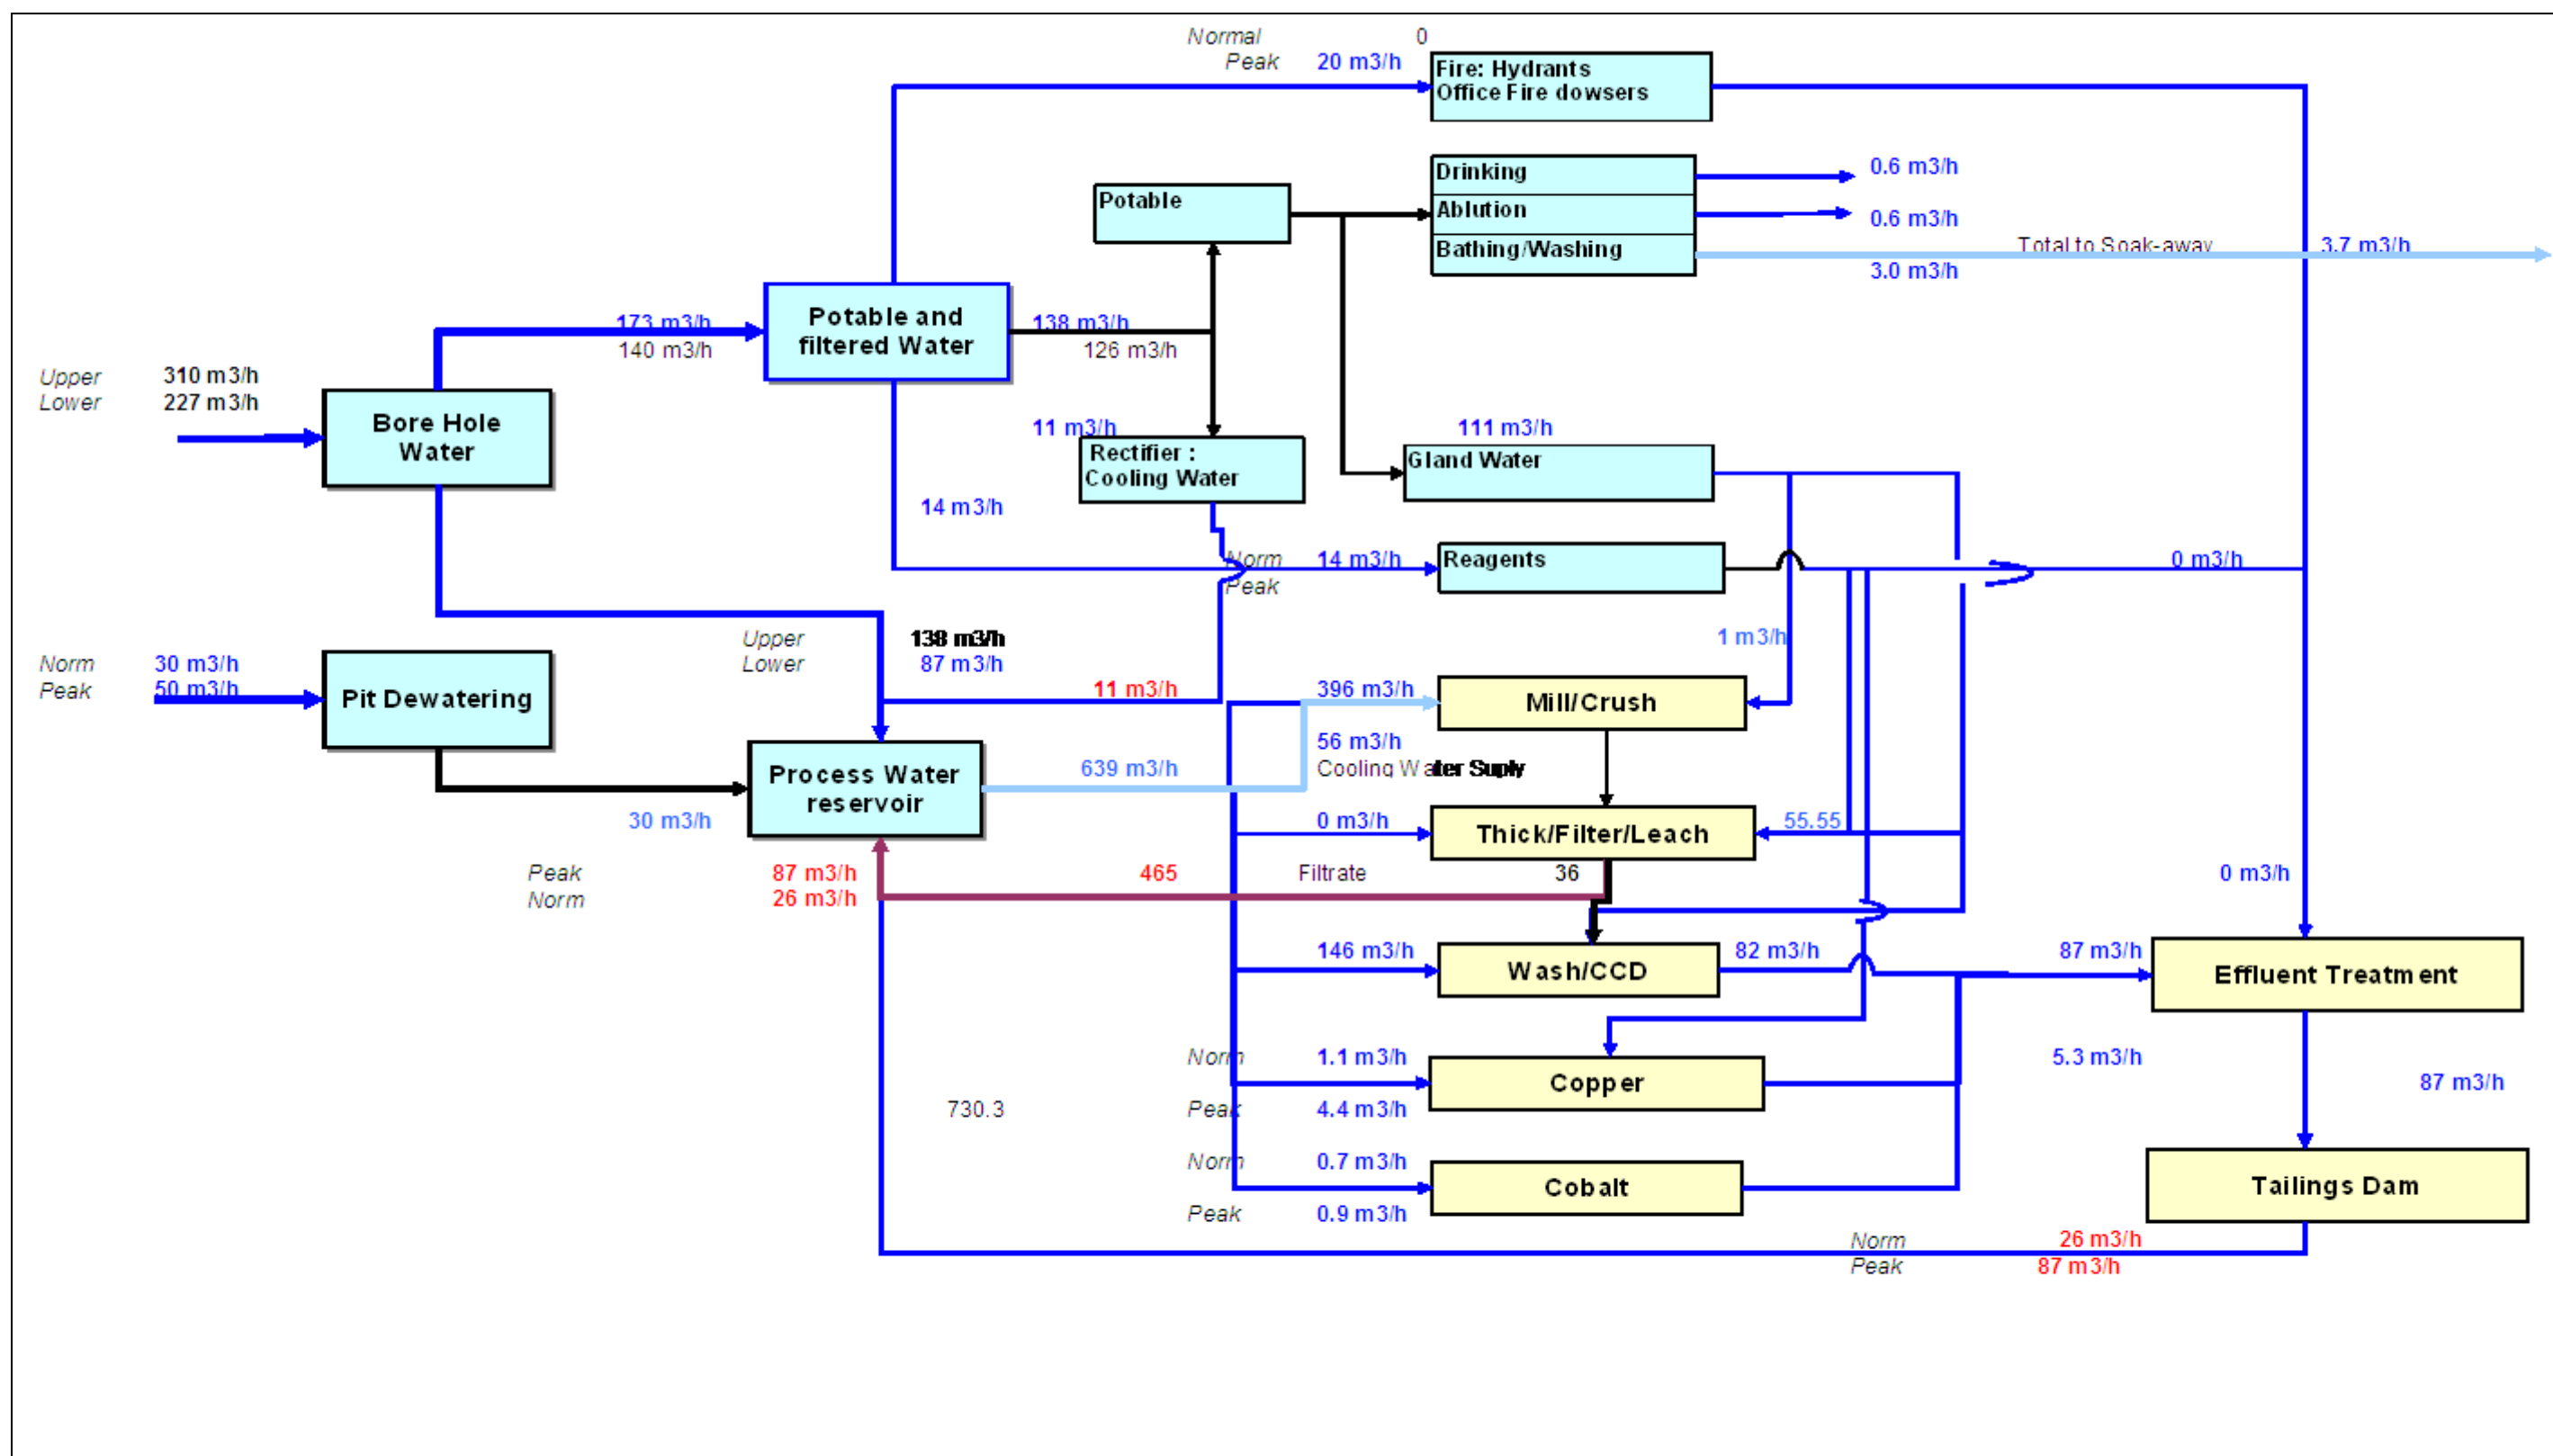 Normal 0
Peak 20 m3/h
Fire: Hydrants
Office Fire dowsers
Drinking
0.6 m3/h
Potable
Ablution
0.6 m3/h
Bathing/Washing
Total to Soak-away
3.7 m3/h
3.0 m3/h
Potable and
filtered Water
173 m3/h
140 m3/h
138 m3/h
126 m3/h
Upper 310 m3/h
Lower 227 m3/h
Bore Hole
Water
11 m3/h
Rectifier :
Cooling Water
111 m3/h
Gland Water
14 m3/h
Norm 14 m3/h
Peak
Reagents
0 m3/h
Upper 138 m3/h
Lower 87 m3/h
1 m3/h
Norm 30 m3/h
Peak 50 m3/h
Pit Dewatering
11 m3/h
396 m3/h
Mill/Crush
56 m3/h
Cooling Water Suply
Process Water
reservoir
639 m3/h
30 m3/h
0 m3/h
Thick/Filter/Leach
55.55
Peak 87 m3/h
Norm 26 m3/h
465
Filtrate
36
0 m3/h
146 m3/h
Wash/CCD
82 m3/h
87 m3/h
Effluent Treatment
Norm 1.1 m3/h
Copper
5.3 m3/h
87 m3/h
730.3
Peak 4.4 m3/h
Norm 0.7 m3/h
Cobalt
Tailings Dam
Peak 0.9 m3/h
Norm 26 m3/h
Peak 87 m3/h